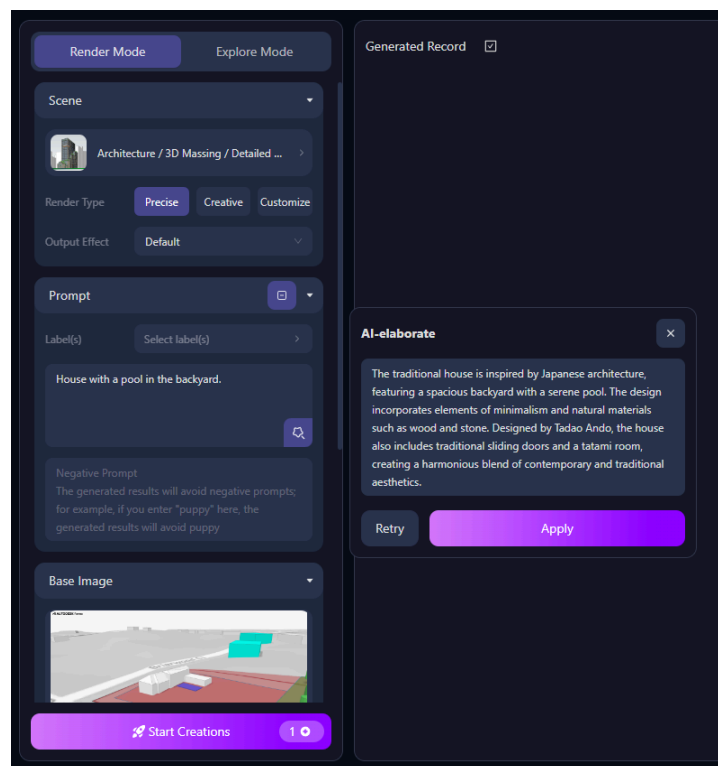 Render Mode
Explore Mode
Generated Record
Scene
Architecture / 3D Massing / Detailed ...
Render Type
Precise
Creative
Customize
Output Effect
Default
Prompt
Label(s)
Select label(s)
House with a pool in the backyard.
Negative Prompt
The generated results will avoid negative prompts;
for example, if you enter "puppy" here, the
generated results will avoid puppy
Base Image
AUTODESK Forma
Start Creations
1
AI-elaborate
The traditional house is inspired by Japanese architecture,
featuring a spacious backyard with a serene pool. The design
incorporates elements of minimalism and natural materials
such as wood and stone. Designed by Tadao Ando, the house
also includes traditional sliding doors and a tatami room,
creating a harmonious blend of contemporary and traditional
aesthetics.
Retry
Apply